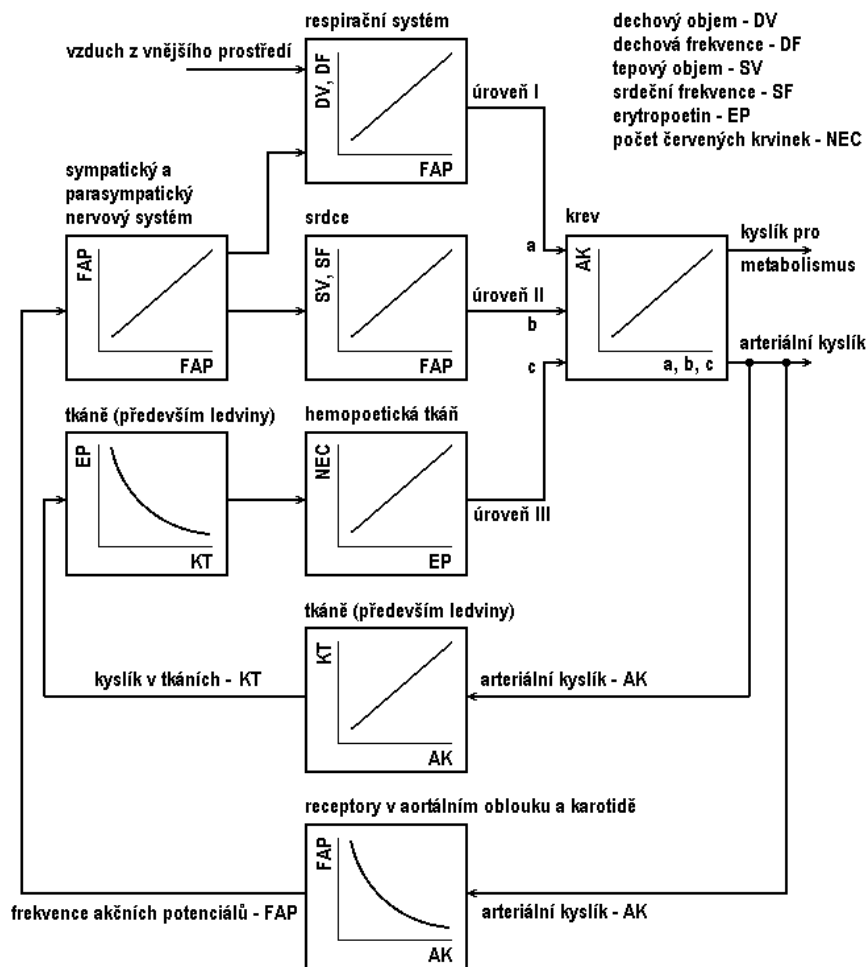 respirační systém
vzduch z vnějšího prostředí
DV, DF
FAP
úroveň I
dechový objem - DV
dechová frekvence - DF
tepový objem - SV
srdeční frekvence - SF
erytropoetin - EP
počet červených krvinek - NEC
sympatický a
parasympatický
nervový systém
FAP
FAP
srdce
SV, SF
FAP
úroveň II
a
b
c
krev
AK
a, b, c
kyslík pro
metabolismus
arteriální kyslík
tkáně (především ledviny)
EP
KT
hemopoetická tkáň
NEC
EP
úroveň III
tkáně (především ledviny)
KT
AK
kyslík v tkáních - KT
arteriální kyslík - AK
receptory v aortálním oblouku a karotidě
FAP
AK
frekvence akčních potenciálů - FAP
arteriální kyslík - AK